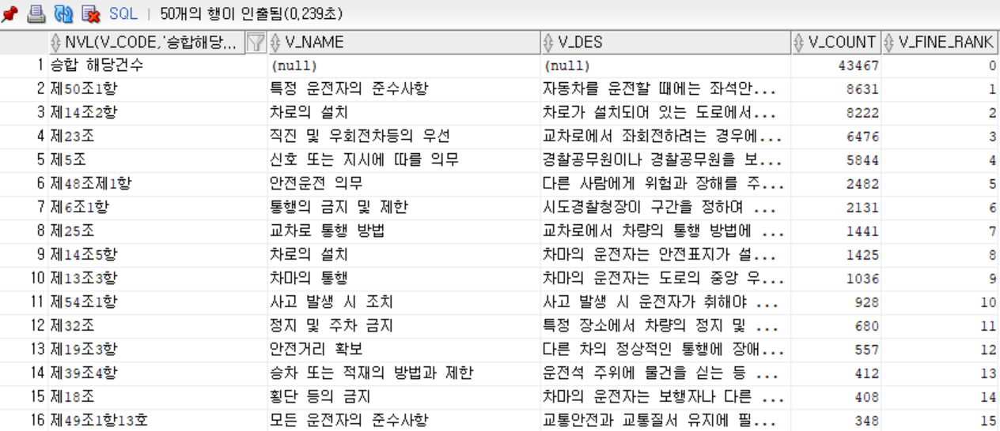 SQL | 50개의 행이 인출됨(0,239초)
NVL(V_CODE,'승합해당... V_NAME V_DES V_COUNT V_FINE_RANK
1 승합 해당건수 (null) (null) 43467 0
2 제50조1항 특정 운전자의 준수사항 자동차를 운전할 때에는 좌석안... 8631 1
3 제14조2항 차로의 설치 차로가 설치되어 있는 도로에서... 8222 2
4 제23조 직진 및 우회전차등의 우선 교차로에서 좌회전하려는 경우에... 6476 3
5 제5조 신호 또는 지시에 따를 의무 경찰공무원이나 경찰공무원을 보... 5844 4
6 제48조제1항 안전운전 의무 다른 사람에게 위험과 장해를 주... 2482 5
7 제6조1항 통행의 금지 및 제한 시도경찰청장이 구간을 정하여 ... 2131 6
8 제25조 교차로 통행 방법 교차로에서 차량의 통행 방법에 ... 1441 7
9 제14조5항 차로의 설치 차마의 운전자는 안전표지가 설... 1425 8
10 제13조3항 차마의 통행 차마의 운전자는 도로의 중앙 우... 1036 9
11 제54조1항 사고 발생 시 조치 사고 발생 시 운전자가 취해야 ... 928 10
12 제32조 정지 및 주차 금지 특정 장소에서 차량의 정지 및 ... 680 11
13 제19조3항 안전거리 확보 다른 차의 정상적인 통행에 장애... 557 12
14 제39조4항 승차 또는 적재의 방법과 제한 운전석 주위에 물건을 싣는 등 ... 412 13
15 제18조 횡단 등의 금지 차마의 운전자는 보행자나 다른 ... 408 14
16 제49조1항13호 모든 운전자의 준수사항 교통안전과 교통질서 유지에 필... 348 15